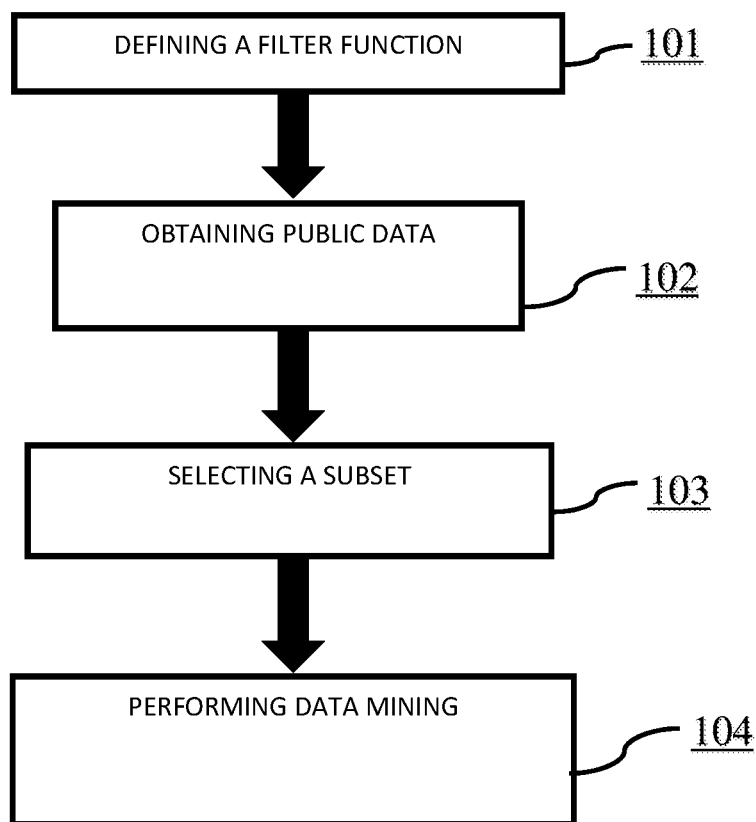 DEFINING A FILTER FUNCTION
101
OBTAINING PUBLIC DATA
102
SELECTING A SUBSET
103
PERFORMING DATA MINING
104